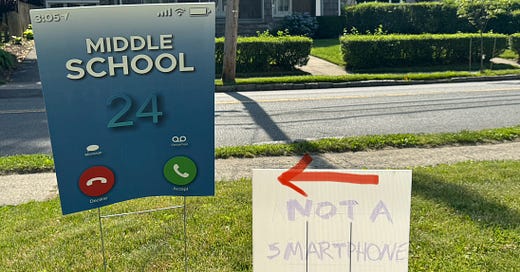 3:05
MIDDLE
SCHOOL
24
Decline
Accept
NOT A
SMARTPHONE